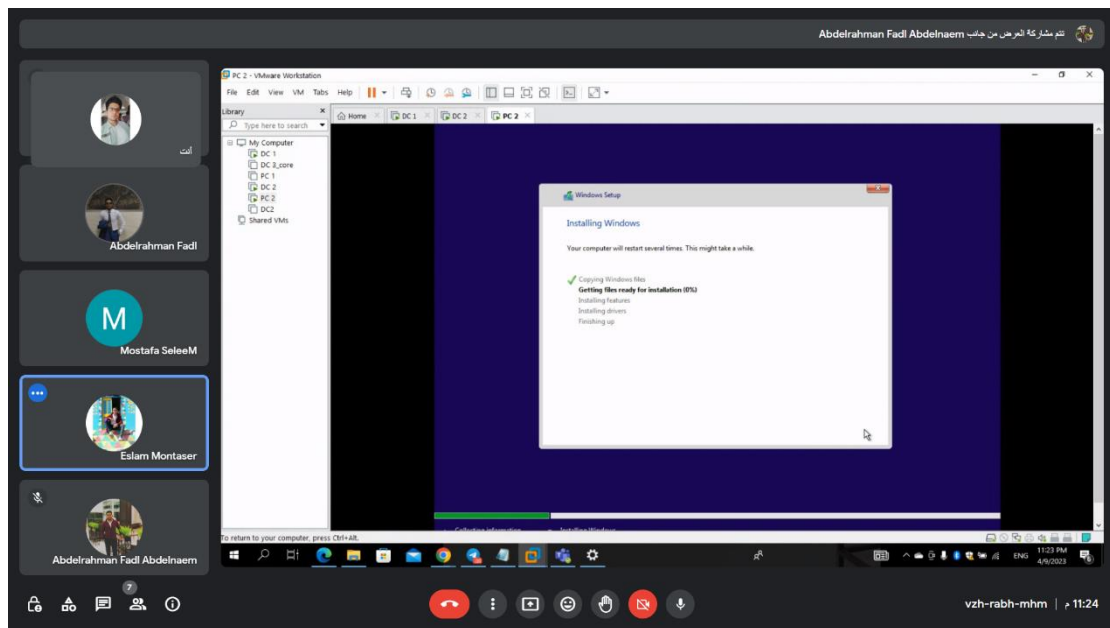 تتم مشاركة العرض من جانب Abdelrahman Fadl Abdelnaem
أنت
Abdelrahman Fadl
M
Mostafa SeleeM
Eslam Montaser
Abdelrahman Fadl Abdelnaem
PC 2 - VMware Workstation
File Edit View VM Tabs Help
Library
Type here to search
My Computer
DC 1
DC 3_core
PC 1
DC 2
PC 2
DC2
Shared VMs
Home DC 1 DC 2 PC 2
Windows Setup
Installing Windows
Your computer will restart several times. This might take a while.
Copying Windows files
Getting files ready for installation (0%)
Installing features
Installing drivers
Finishing up
Collecting information Installing Windows
To return to your computer, press Ctrl+Alt.
ENG 11:23 PM
4/9/2023
7
vzh-rabh-mhm | 11:24 م